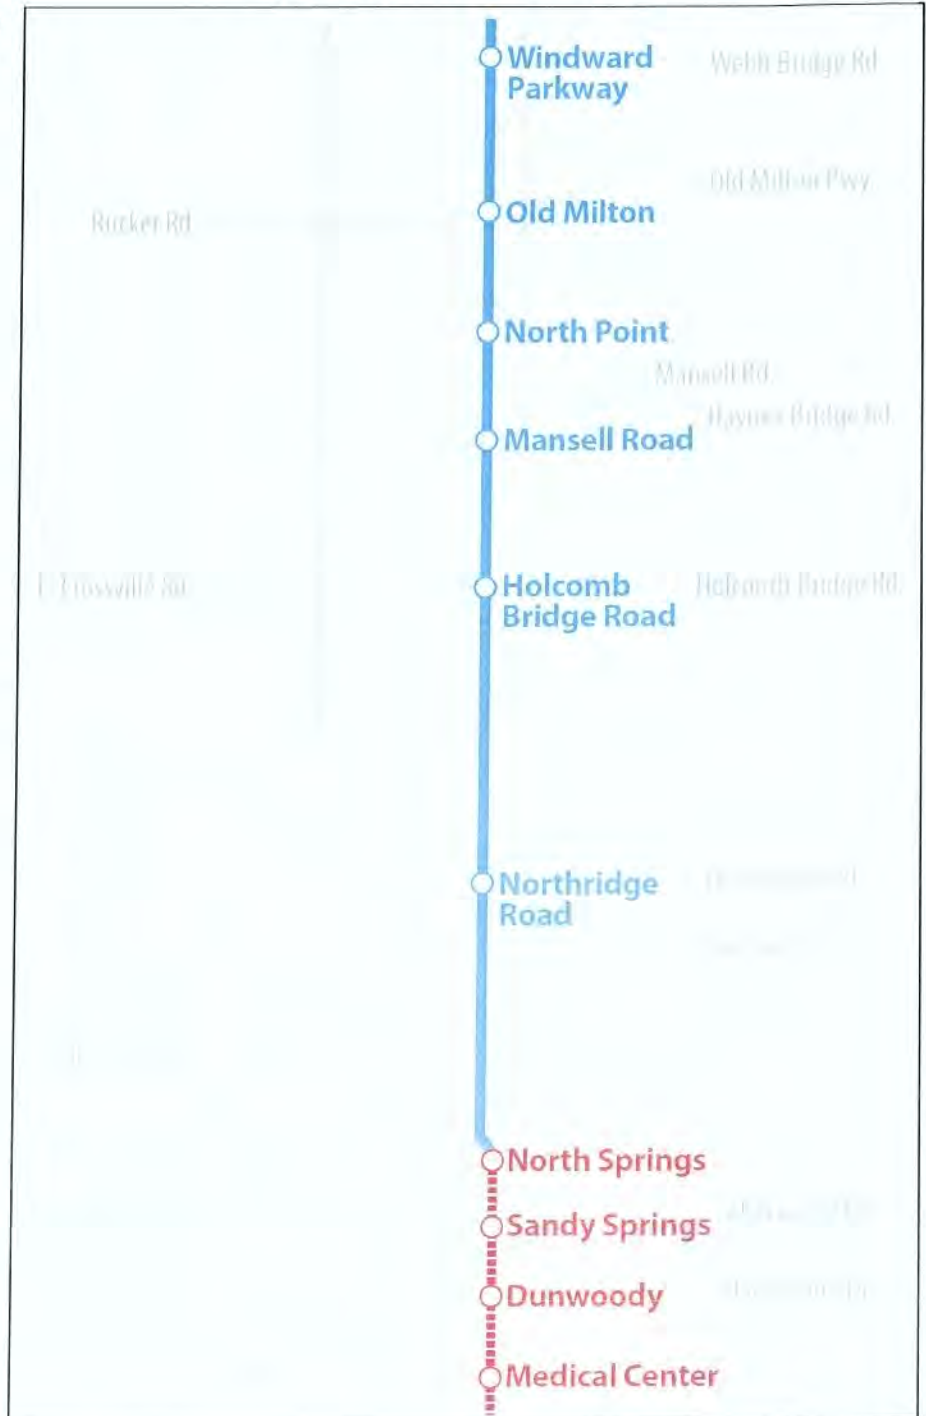 Windward
Parkway
Webb Bridge Rd
Old Milton Pwy
Old Milton
Rucker Rd
North Point
Mansell Rd
Haynes Bridge Rd
Mansell Road
Holcomb
Bridge Road
Holcomb Bridge Rd
Northridge
Road
North Springs
Sandy Springs
Dunwoody
Medical Center